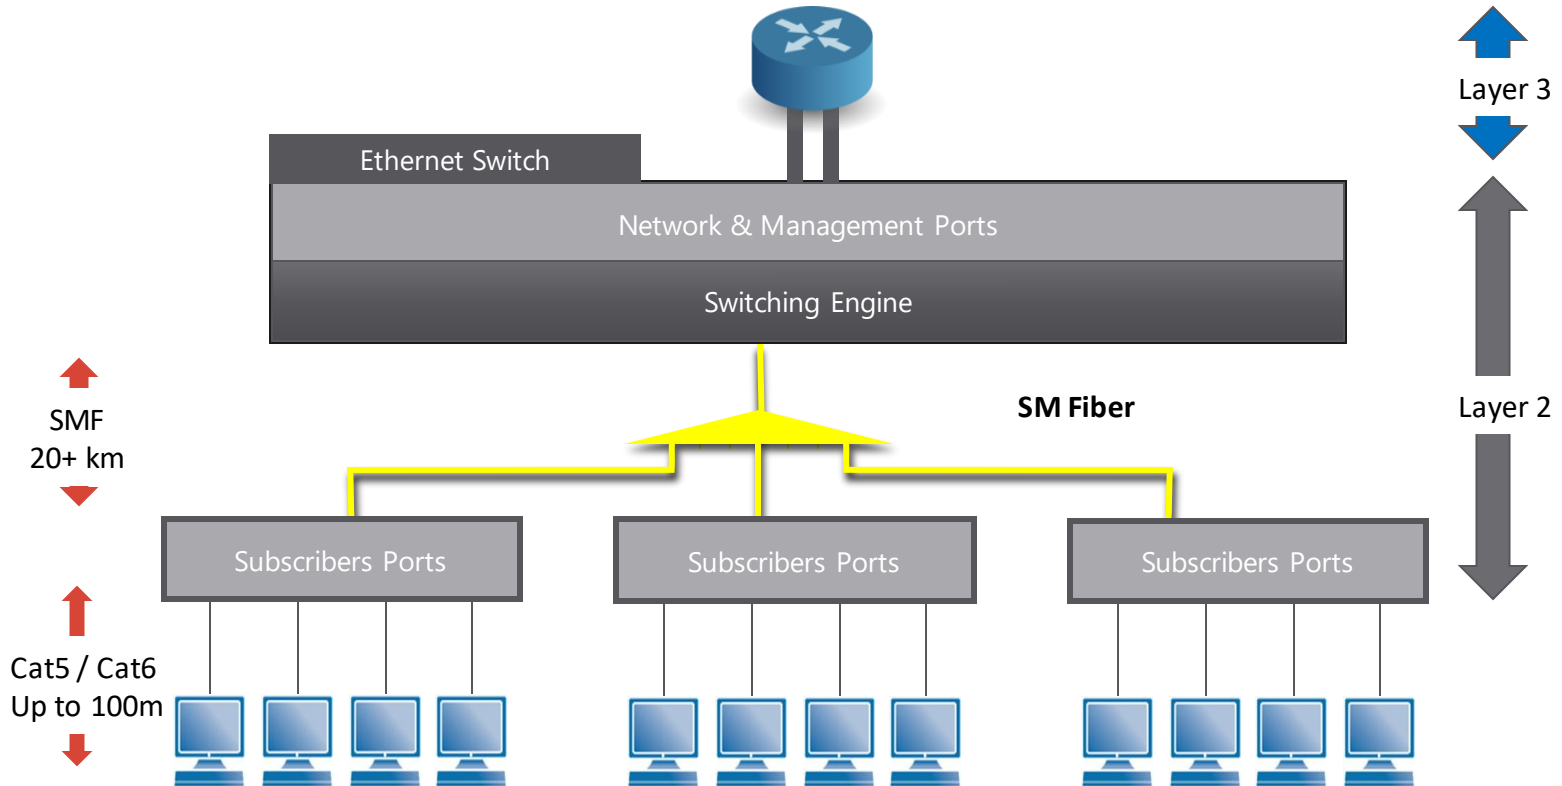 Layer 3
Ethernet Switch
Network & Management Ports
Switching Engine
SMF
20+ km
SM Fiber
Layer 2
Subscribers Ports
Subscribers Ports
Subscribers Ports
Cat5 / Cat6
Up to 100m